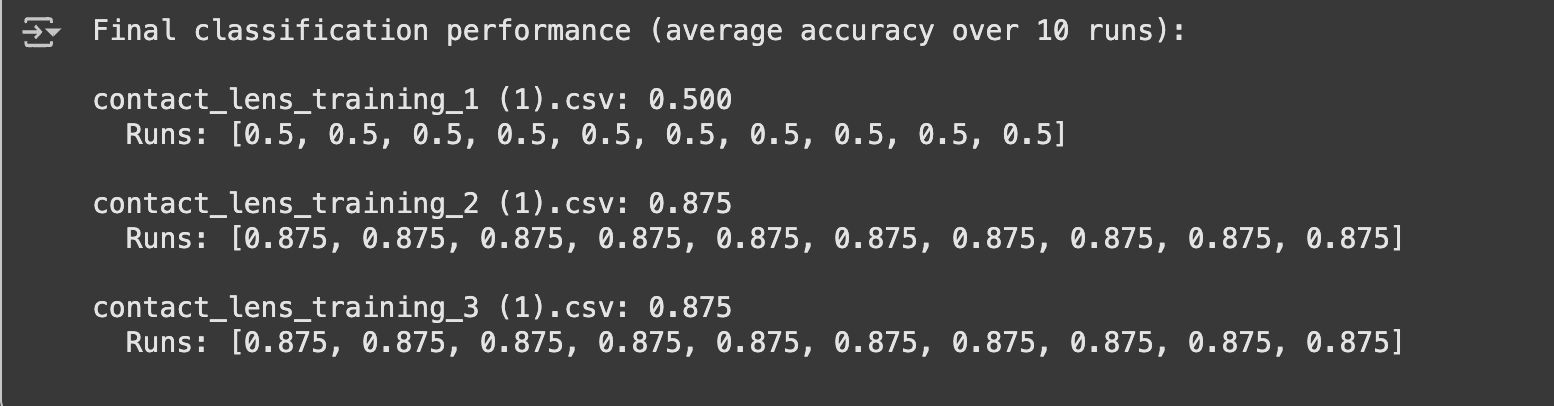 Final classification performance (average accuracy over 10 runs):
contact_lens_training_1 (1).csv: 0.500
Runs: [0.5, 0.5, 0.5, 0.5, 0.5, 0.5, 0.5, 0.5, 0.5, 0.5]
contact_lens_training_2 (1).csv: 0.875
Runs: [0.875, 0.875, 0.875, 0.875, 0.875, 0.875, 0.875, 0.875, 0.875, 0.875]
contact_lens_training_3 (1).csv: 0.875
Runs: [0.875, 0.875, 0.875, 0.875, 0.875, 0.875, 0.875, 0.875, 0.875, 0.875]